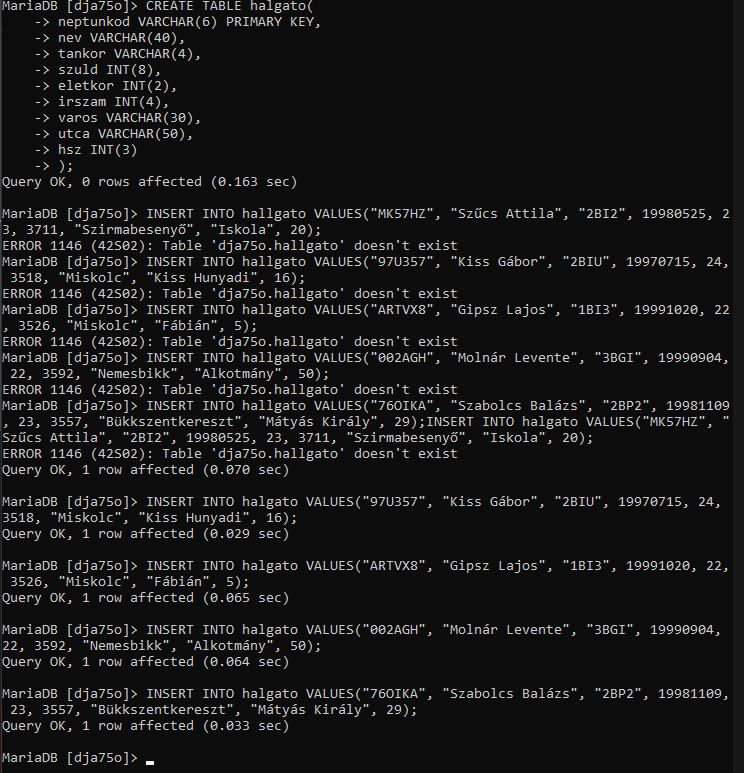 MariaDB [dja75o]> CREATE TABLE halgato(
    -> neptunkod VARCHAR(6) PRIMARY KEY,
    -> nev VARCHAR(40),
    -> tankor VARCHAR(4),
    -> szuld INT(8),
    -> eletkor INT(2),
    -> irszam INT(4),
    -> varos VARCHAR(30),
    -> utca VARCHAR(50),
    -> hsz INT(3)
    -> );
Query OK, 0 rows affected (0.163 sec)

MariaDB [dja75o]> INSERT INTO hallgato VALUES("MK57HZ", "Szűcs Attila", "2BI2", 19980525, 2
3, 3711, "Szirmabesenyő", "Iskola", 20);
ERROR 1146 (42S02): Table 'dja75o.hallgato' doesn't exist
MariaDB [dja75o]> INSERT INTO hallgato VALUES("97U357", "Kiss Gábor", "2BIU", 19970715, 24,
 3518, "Miskolc", "Kiss Hunyadi", 16);
ERROR 1146 (42S02): Table 'dja75o.hallgato' doesn't exist
MariaDB [dja75o]> INSERT INTO hallgato VALUES("ARTVX8", "Gipsz Lajos", "1BI3", 19991020, 22
, 3526, "Miskolc", "Fábián", 5);
ERROR 1146 (42S02): Table 'dja75o.hallgato' doesn't exist
MariaDB [dja75o]> INSERT INTO hallgato VALUES("002AGH", "Molnár Levente", "3BGI", 19990904,
 22, 3592, "Nemesbikk", "Alkotmány", 50);
ERROR 1146 (42S02): Table 'dja75o.hallgato' doesn't exist
MariaDB [dja75o]> INSERT INTO hallgato VALUES("76OIKA", "Szabolcs Balázs", "2BP2", 19981109
, 23, 3557, "Bükkszentkereszt", "Mátyás Király", 29);INSERT INTO halgato VALUES("MK57HZ", "
Szűcs Attila", "2BI2", 19980525, 23, 3711, "Szirmabesenyő", "Iskola", 20);
ERROR 1146 (42S02): Table 'dja75o.hallgato' doesn't exist
Query OK, 1 row affected (0.070 sec)

MariaDB [dja75o]> INSERT INTO halgato VALUES("97U357", "Kiss Gábor", "2BIU", 19970715, 24,
3518, "Miskolc", "Kiss Hunyadi", 16);
Query OK, 1 row affected (0.029 sec)

MariaDB [dja75o]> INSERT INTO halgato VALUES("ARTVX8", "Gipsz Lajos", "1BI3", 19991020, 22,
 3526, "Miskolc", "Fábián", 5);
Query OK, 1 row affected (0.065 sec)

MariaDB [dja75o]> INSERT INTO halgato VALUES("002AGH", "Molnár Levente", "3BGI", 19990904,
22, 3592, "Nemesbikk", "Alkotmány", 50);
Query OK, 1 row affected (0.064 sec)

MariaDB [dja75o]> INSERT INTO halgato VALUES("76OIKA", "Szabolcs Balázs", "2BP2", 19981109,
 23, 3557, "Bükkszentkereszt", "Mátyás Király", 29);
Query OK, 1 row affected (0.033 sec)

MariaDB [dja75o]>